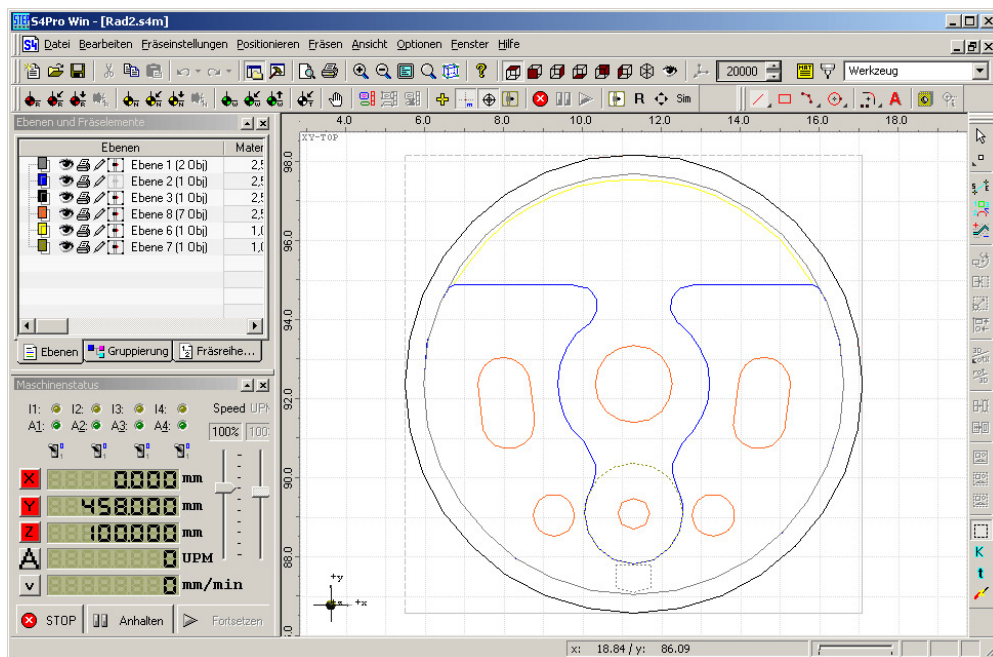 S4Pro Win - [Rad2.s4m]
Datei Bearbeiten Fräseinstellungen Positionieren Fräsen Ansicht Optionen Fenster Hilfe
20000 Werkzeug
R Sim A
Ebenen und Fräselemente
Ebenen Mater
Ebene 1 (2 Obj) 2,5
Ebene 2 (1 Obj) 2,5
Ebene 3 (1 Obj) 2,5
Ebene 8 (7 Obj) 2,5
Ebene 6 (1 Obj)
Ebene 7 (1 Obj)
Ebenen Gruppierung Fräsreihe...
4.0 6.0 8.0 10.0 12.0 14.0 16.0 18.0
XY-TOP
98.0
96.0
94.0
92.0
90.0
88.0
+y
+x
Maschinenstatus
I1: I2: I3: I4: Speed UPM
A1: A2: A3: A4: 100% 100
X 0.000 mm
Y 458.000 mm
Z 100.000 mm
A 0 UPM
v 0 mm/min
STOP Anhalten Fortsetzen
x: 18.84 / y: 86.09